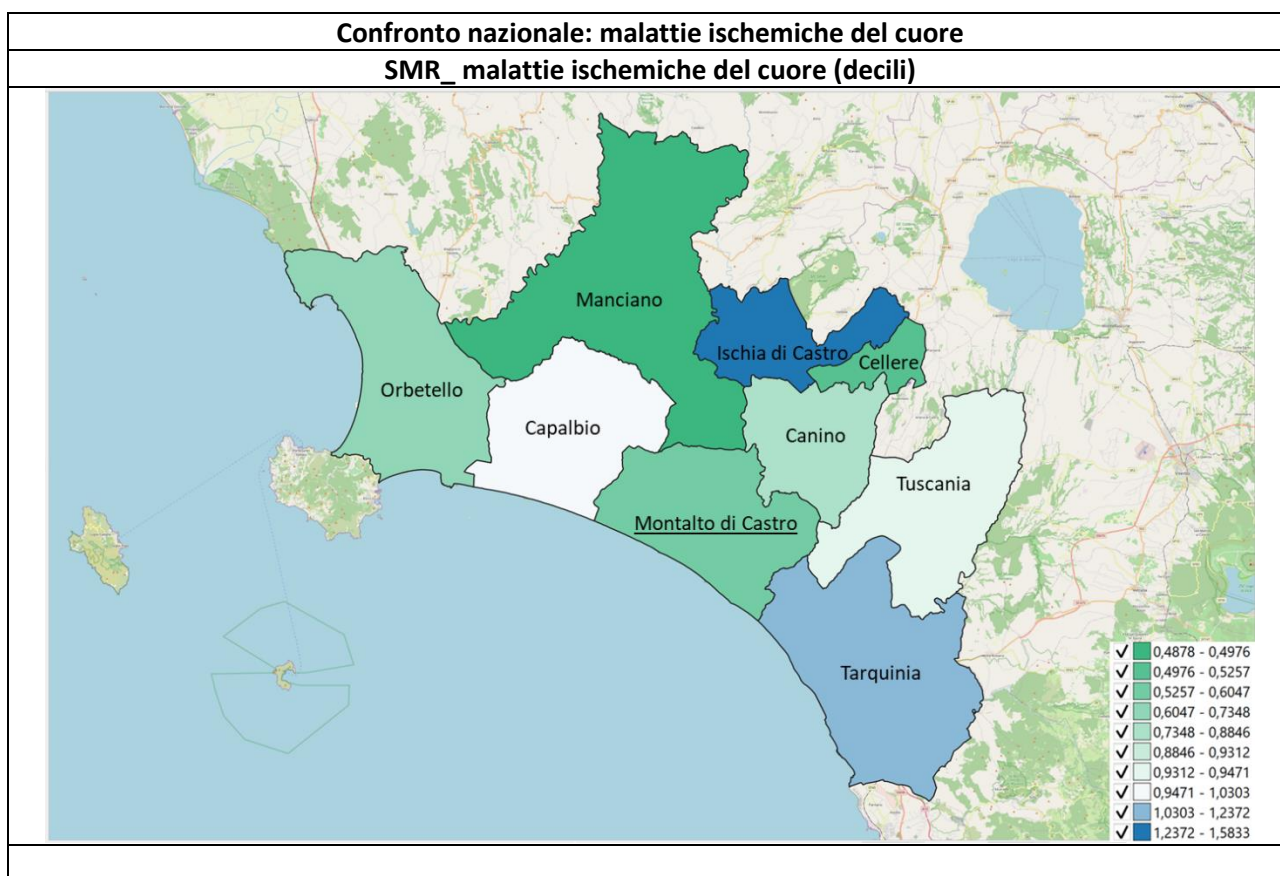 Confronto nazionale: malattie ischemiche del cuore
SMR_ malattie ischemiche del cuore (decili)
Manciano
Ischia di Castro
Cellere
Orbetello
Capalbio
Canino
Tuscania
Montalto di Castro
Tarquinia
0,4878 - 0,4976
0,4976 - 0,5257
0,5257 - 0,6047
0,6047 - 0,7348
0,7348 - 0,8846
0,8846 - 0,9312
0,9312 - 0,9471
0,9471 - 1,0303
1,0303 - 1,2372
1,2372 - 1,5833